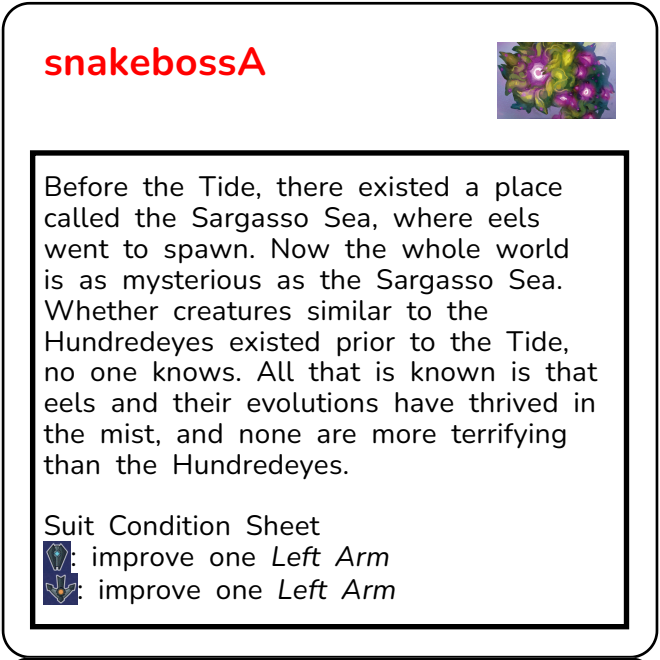 snakebossA
Before the Tide, there existed a place
called the Sargasso Sea, where eels
went to spawn. Now the whole world
is as mysterious as the Sargasso Sea.
Whether creatures similar to the
Hundredeyes existed prior to the Tide,
no one knows. All that is known is that
eels and their evolutions have thrived in
the mist, and none are more terrifying
than the Hundredeyes.
Suit Condition Sheet
: improve one Left Arm
: improve one Left Arm